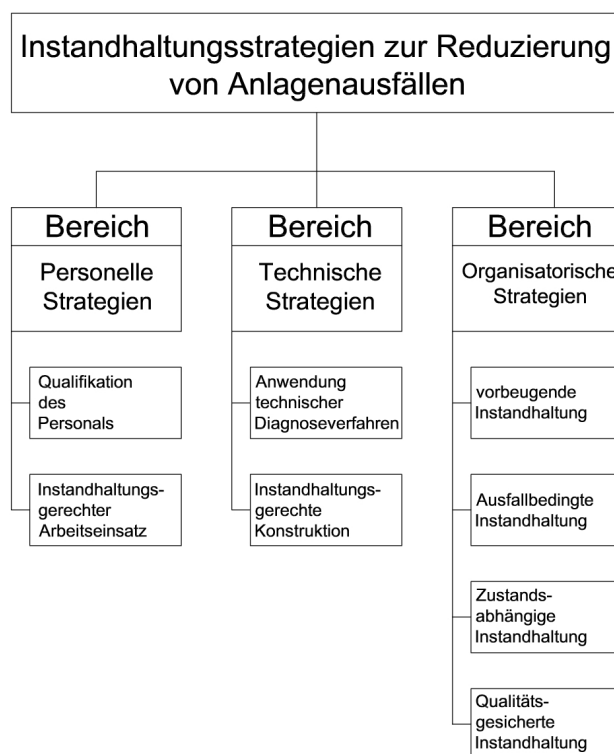 Instandhaltungsstrategien zur Reduzierung
von Anlagenausfällen
Bereich
Personelle
Strategien
Qualifikation
des
Personals
Instandhaltungs-
gerechter
Arbeitseinsatz
Bereich
Technische
Strategien
Anwendung
technischer
Diagnoseverfahren
Instandhaltungs-
gerechte
Konstruktion
Bereich
Organisatorische
Strategien
vorbeugende
Instandhaltung
Ausfallbedingte
Instandhaltung
Zustands-
abhängige
Instandhaltung
Qualitäts-
gesicherte
Instandhaltung